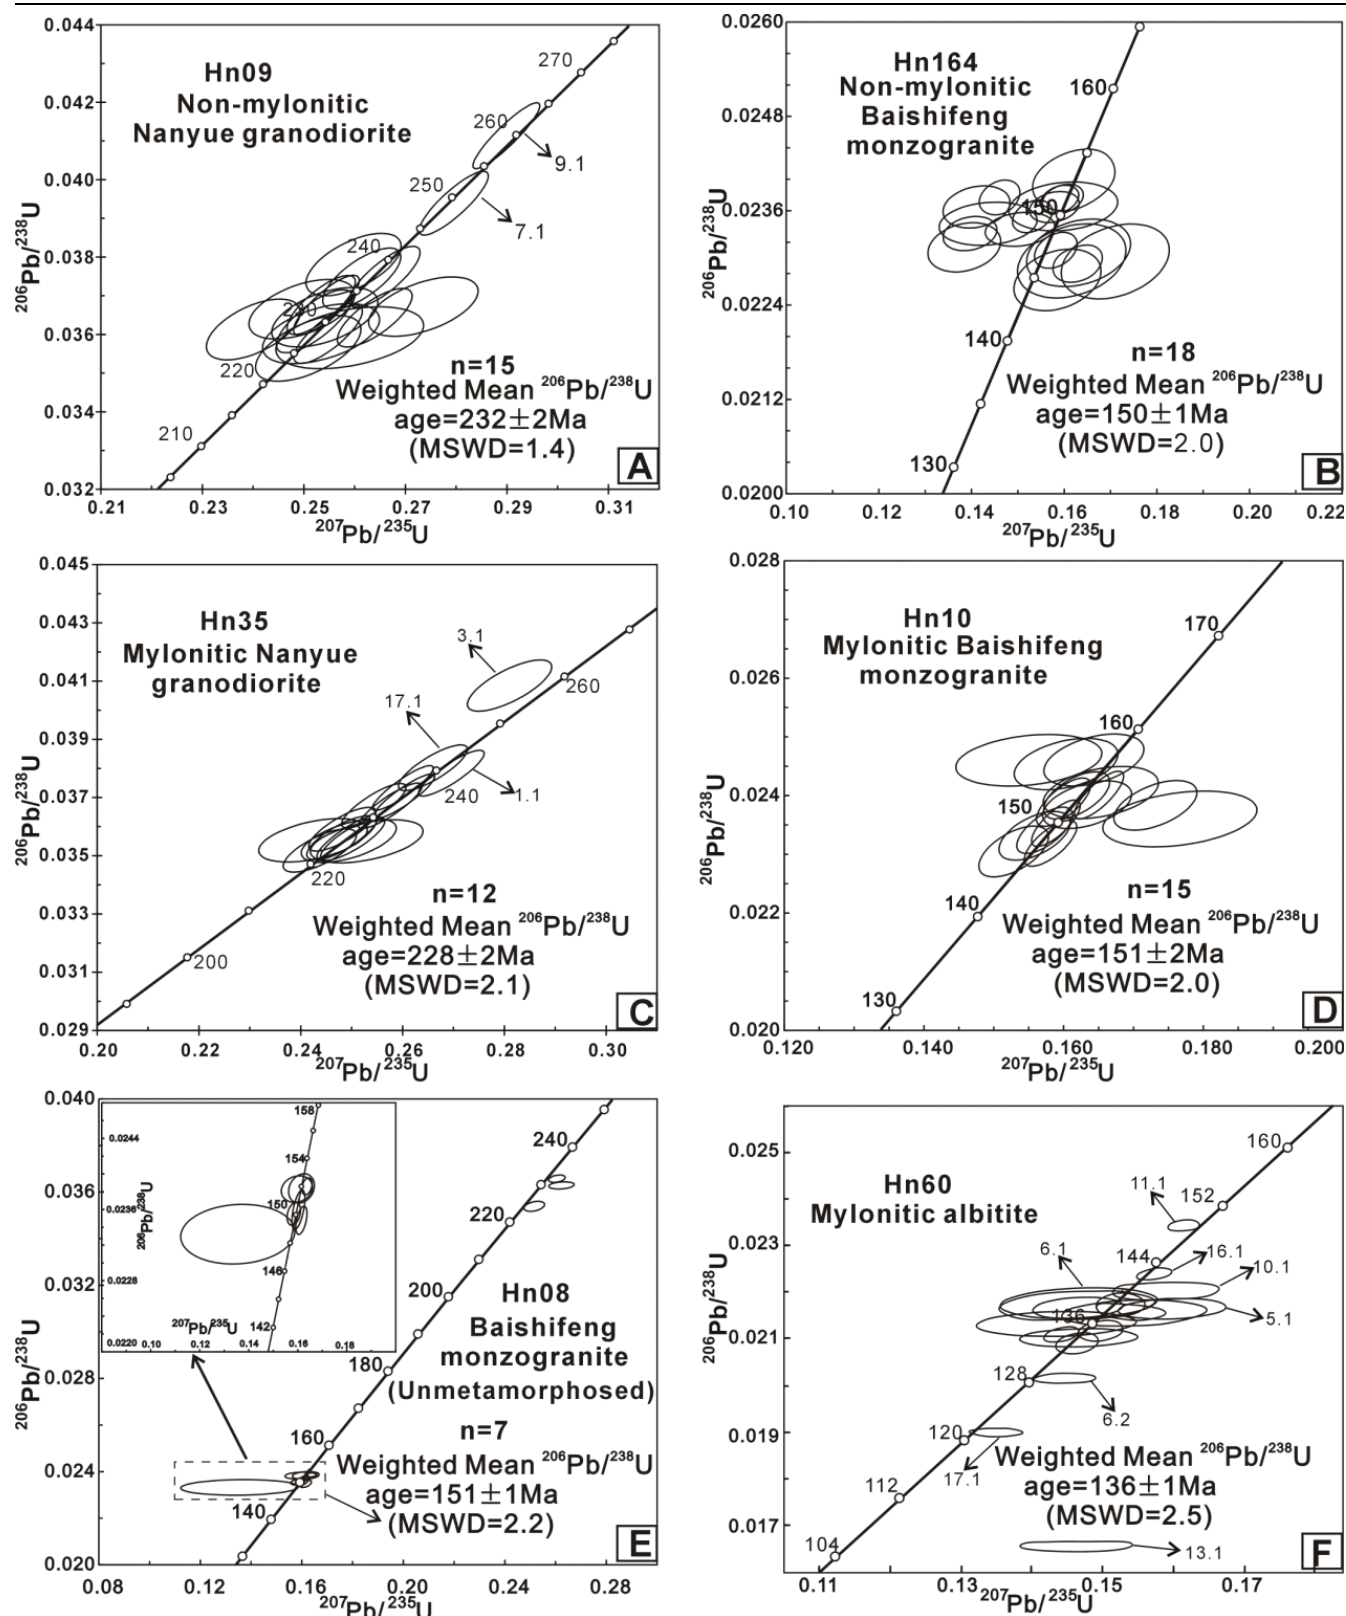 0.044
0.042
0.040
0.038
0.036
0.034
0.032
²⁰⁶Pb/²³⁸U
Hn09
Non-mylonitic
Nanyue granodiorite
270
260
250
240
220
210
9.1
7.1
n=15
Weighted Mean ²⁰⁶Pb/²³⁸U
age=232±2Ma
(MSWD=1.4)
A
0.21
0.23
0.25
0.27
0.29
0.31
²⁰⁷Pb/²³⁵U
0.0260
0.0248
0.0236
0.0224
0.0212
0.0200
²⁰⁶Pb/²³⁸U
Hn164
Non-mylonitic
Baishifeng
monzogranite
160
150
140
130
n=18
Weighted Mean ²⁰⁶Pb/²³⁸U
age=150±1Ma
(MSWD=2.0)
B
0.10
0.12
0.14
0.16
0.18
0.20
0.22
²⁰⁷Pb/²³⁵U
0.045
0.043
0.041
0.039
0.037
0.035
0.033
0.031
0.029
²⁰⁶Pb/²³⁸U
Hn35
Mylonitic Nanyue
granodiorite
3.1
17.1
1.1
260
240
220
200
n=12
Weighted Mean ²⁰⁶Pb/²³⁸U
age=228±2Ma
(MSWD=2.1)
C
0.20
0.22
0.24
0.26
0.28
0.30
²⁰⁷Pb/²³⁵U
0.028
0.026
0.024
0.022
0.020
²⁰⁶Pb/²³⁸U
Hn10
Mylonitic Baishifeng
monzogranite
170
160
150
140
130
n=15
Weighted Mean ²⁰⁶Pb/²³⁸U
age=151±2Ma
(MSWD=2.0)
D
0.120
0.140
0.160
0.180
0.200
²⁰⁷Pb/²³⁵U
0.040
0.036
0.032
0.028
0.024
0.020
²⁰⁶Pb/²³⁸U
0.0244
0.0236
0.0228
0.0220
²⁰⁶Pb/²³⁸U
158
154
150
146
142
²⁰⁷Pb/²³⁵U
0.10
0.12
0.14
0.16
0.18
240
220
200
180
160
140
Hn08
Baishifeng
monzogranite
(Unmetamorphosed)
n=7
Weighted Mean ²⁰⁶Pb/²³⁸U
age=151±1Ma
(MSWD=2.2)
E
0.08
0.12
0.16
0.20
0.24
0.28
²⁰⁷Pb/²³⁵U
0.025
0.023
0.021
0.019
0.017
²⁰⁶Pb/²³⁸U
Hn60
Mylonitic albitite
160
152
144
136
128
120
112
104
11.1
16.1
10.1
6.1
5.1
6.2
17.1
13.1
Weighted Mean ²⁰⁶Pb/²³⁸U
age=136±1Ma
(MSWD=2.5)
F
0.11
0.13
0.15
0.17
²⁰⁷Pb/²³⁵U